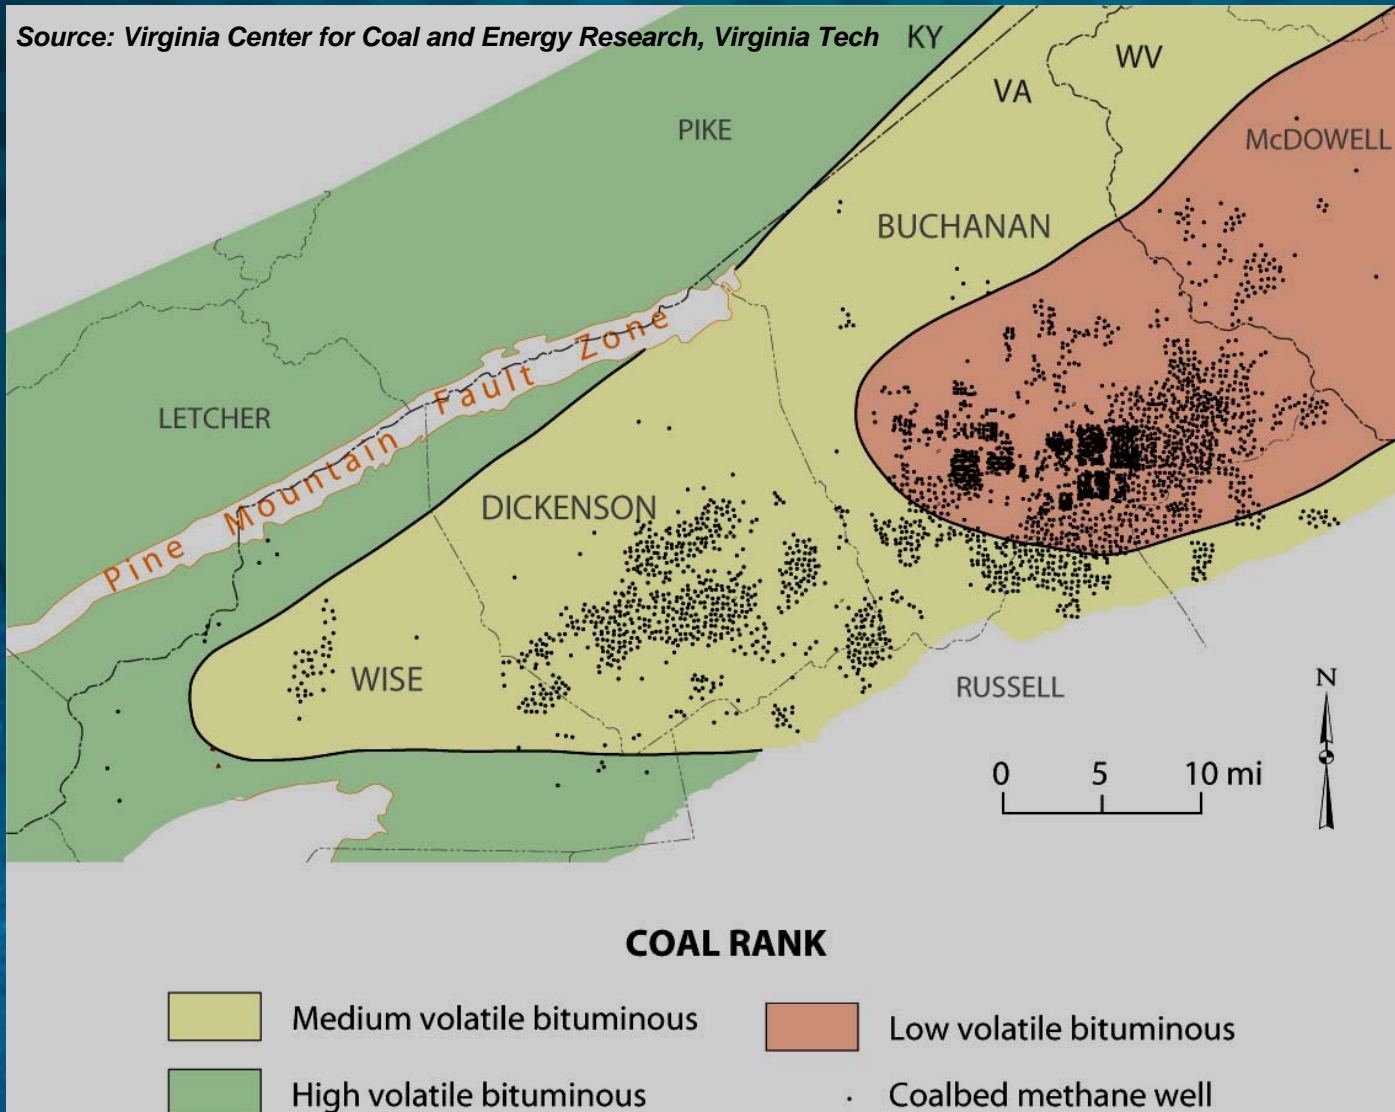 Source: Virginia Center for Coal and Energy Research, Virginia Tech
KY
WV
VA
PIKE
McDOWELL
BUCHANAN
Pine Mountain Fault Zone
LETCHER
DICKENSON
WISE
RUSSELL
N
0 5 10 mi
COAL RANK
Medium volatile bituminous
Low volatile bituminous
High volatile bituminous
Coalbed methane well